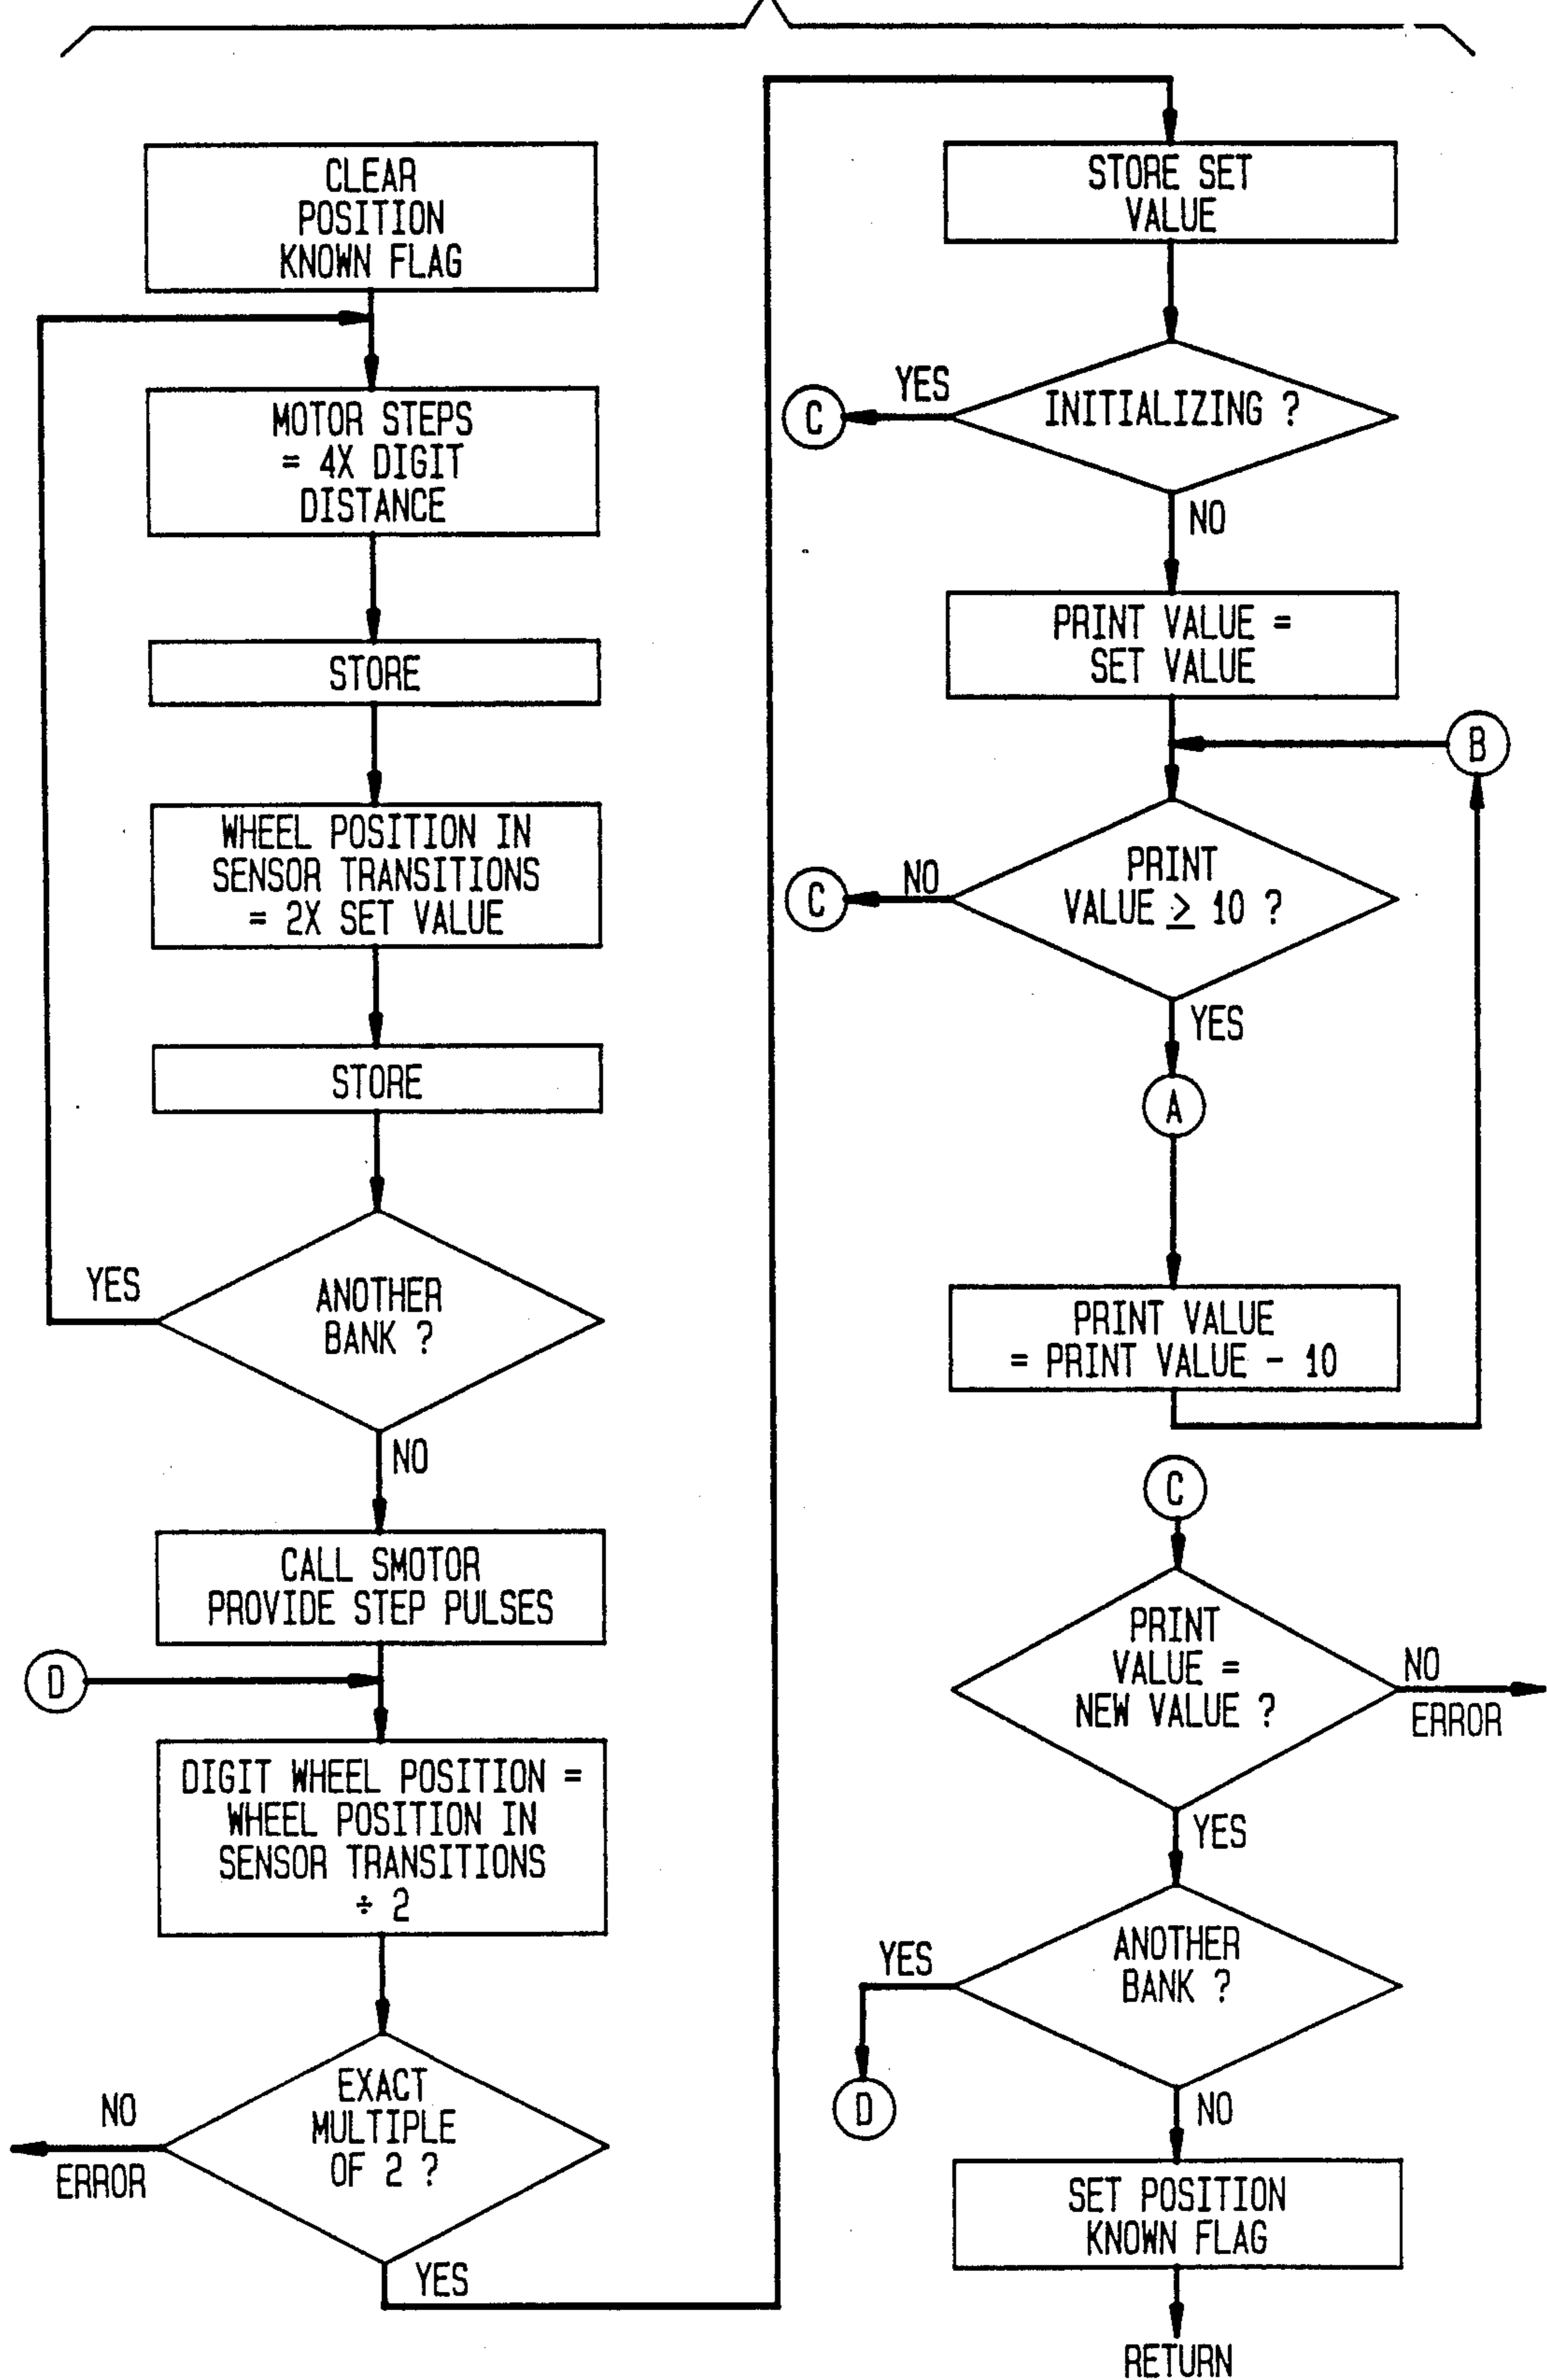 CLEAR
POSITION
KNOWN FLAG
MOTOR STEPS
= 4X DIGIT
DISTANCE
STORE
WHEEL POSITION IN
SENSOR TRANSITIONS
= 2X SET VALUE
STORE
YES
ANOTHER
BANK ?
NO
CALL SMOTOR
PROVIDE STEP PULSES
D
DIGIT WHEEL POSITION =
WHEEL POSITION IN
SENSOR TRANSITIONS
÷ 2
EXACT
MULTIPLE
OF 2 ?
NO
ERROR
YES
STORE SET
VALUE
INITIALIZING ?
YES
C
NO
PRINT VALUE =
SET VALUE
B
PRINT
VALUE ≥ 10 ?
NO
C
YES
A
PRINT VALUE
= PRINT VALUE - 10
C
PRINT
VALUE =
NEW VALUE ?
NO
ERROR
YES
ANOTHER
BANK ?
YES
D
NO
SET POSITION
KNOWN FLAG
RETURN